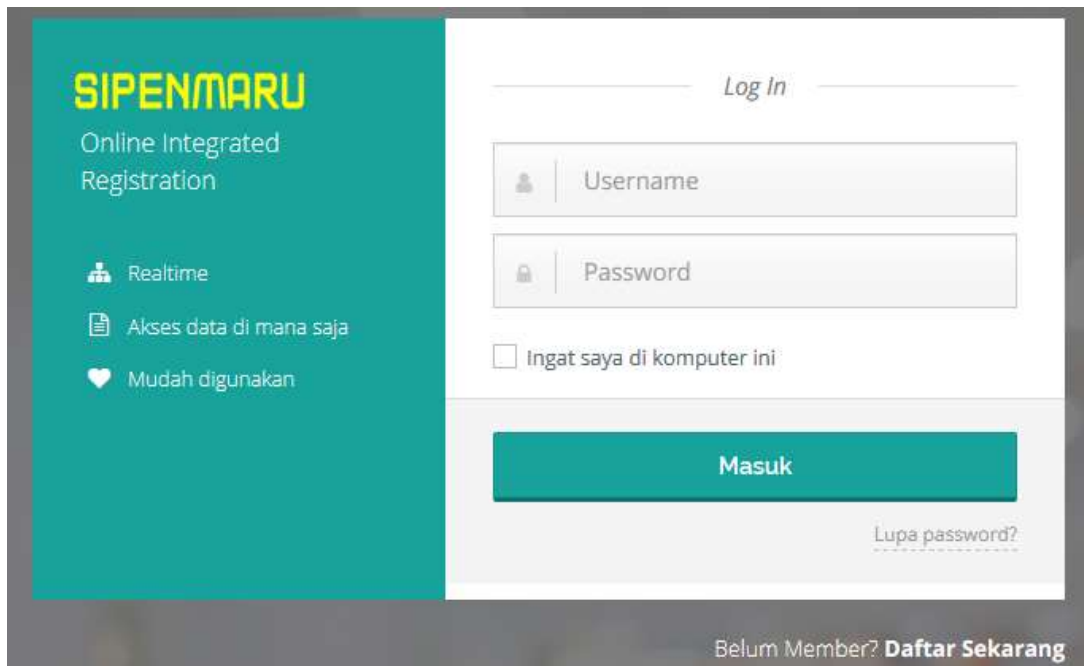 SIPENMARU
Online Integrated
Registration
Realtime
Akses data di mana saja
Mudah digunakan
Log In
Username
Password
Ingat saya di komputer ini
Masuk
Lupa password?
Belum Member? Daftar Sekarang